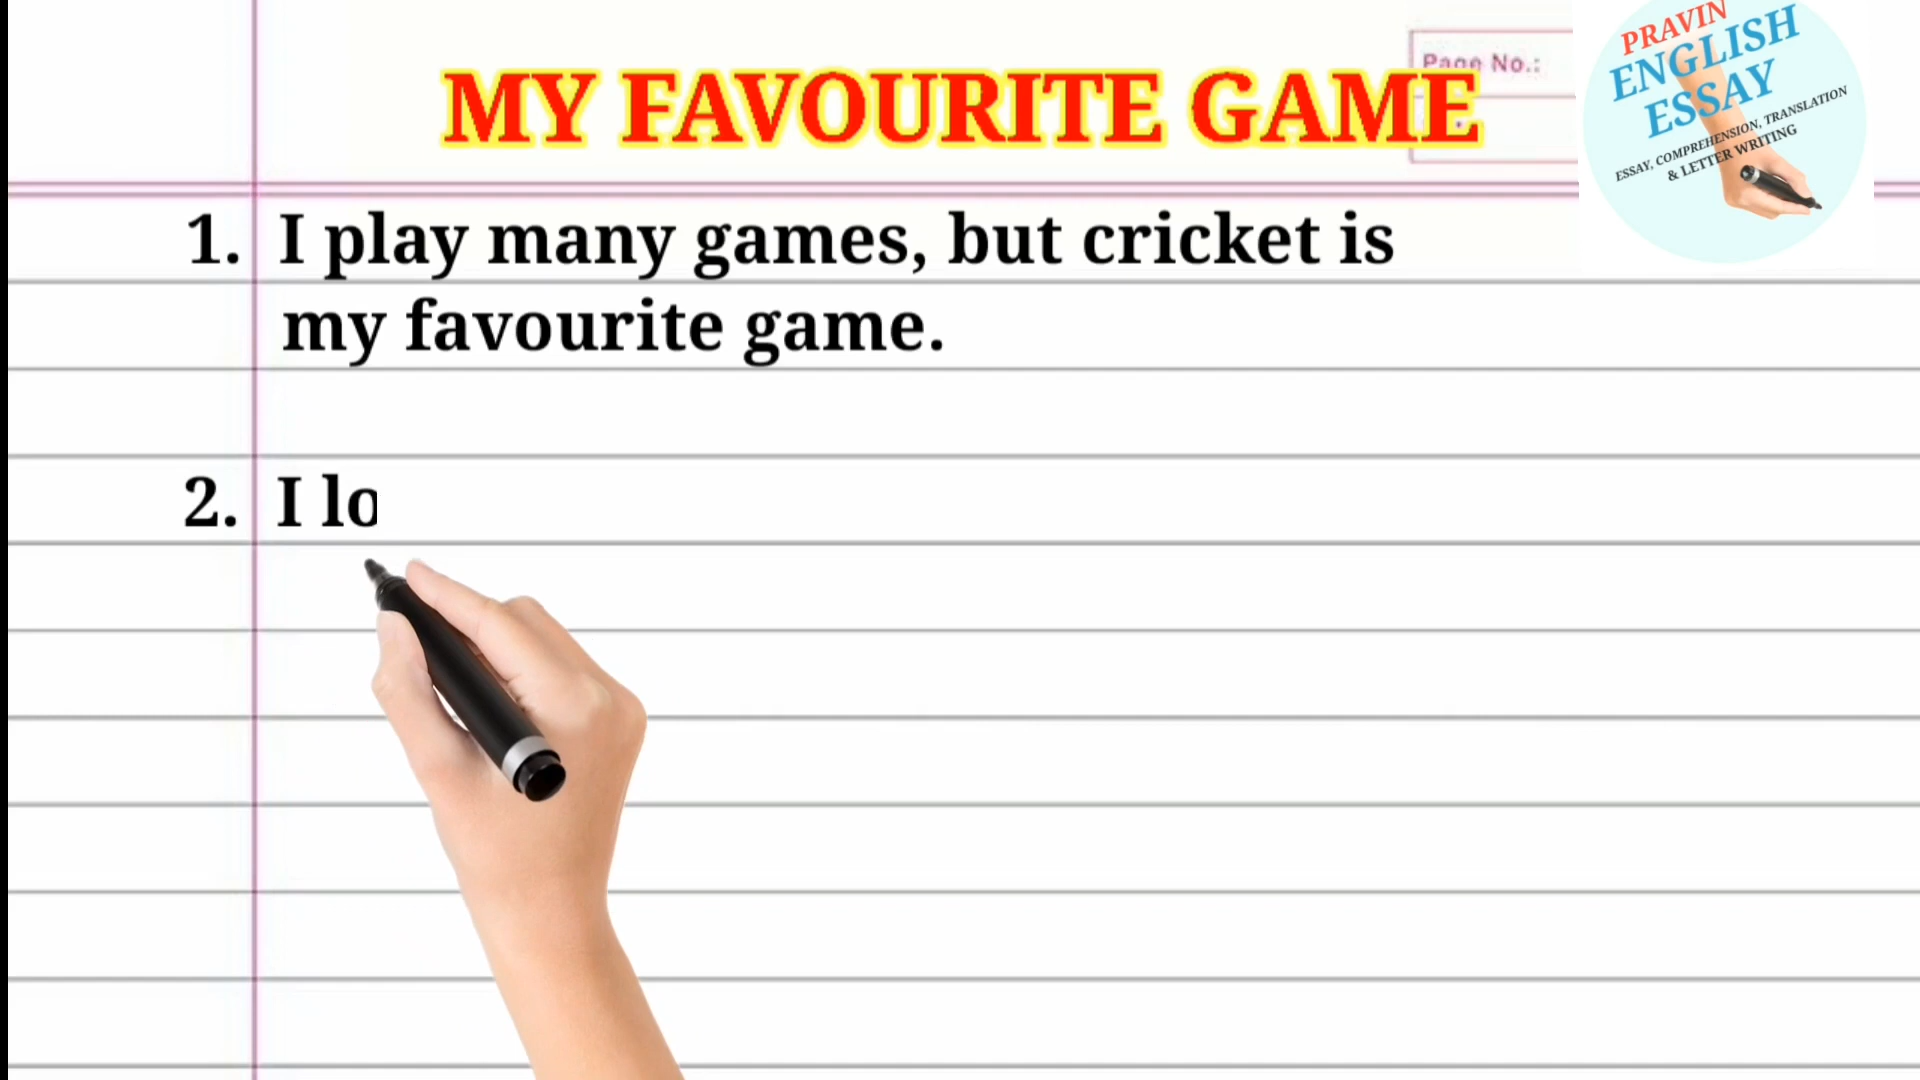 MY FAVOURITE GAME
Page No.:
PRAVIN
ENGLISH
ESSAY
ESSAY, COMPREHENSION, TRANSLATION
& LETTER WRITING
1. I play many games, but cricket is
my favourite game.
2. I lo